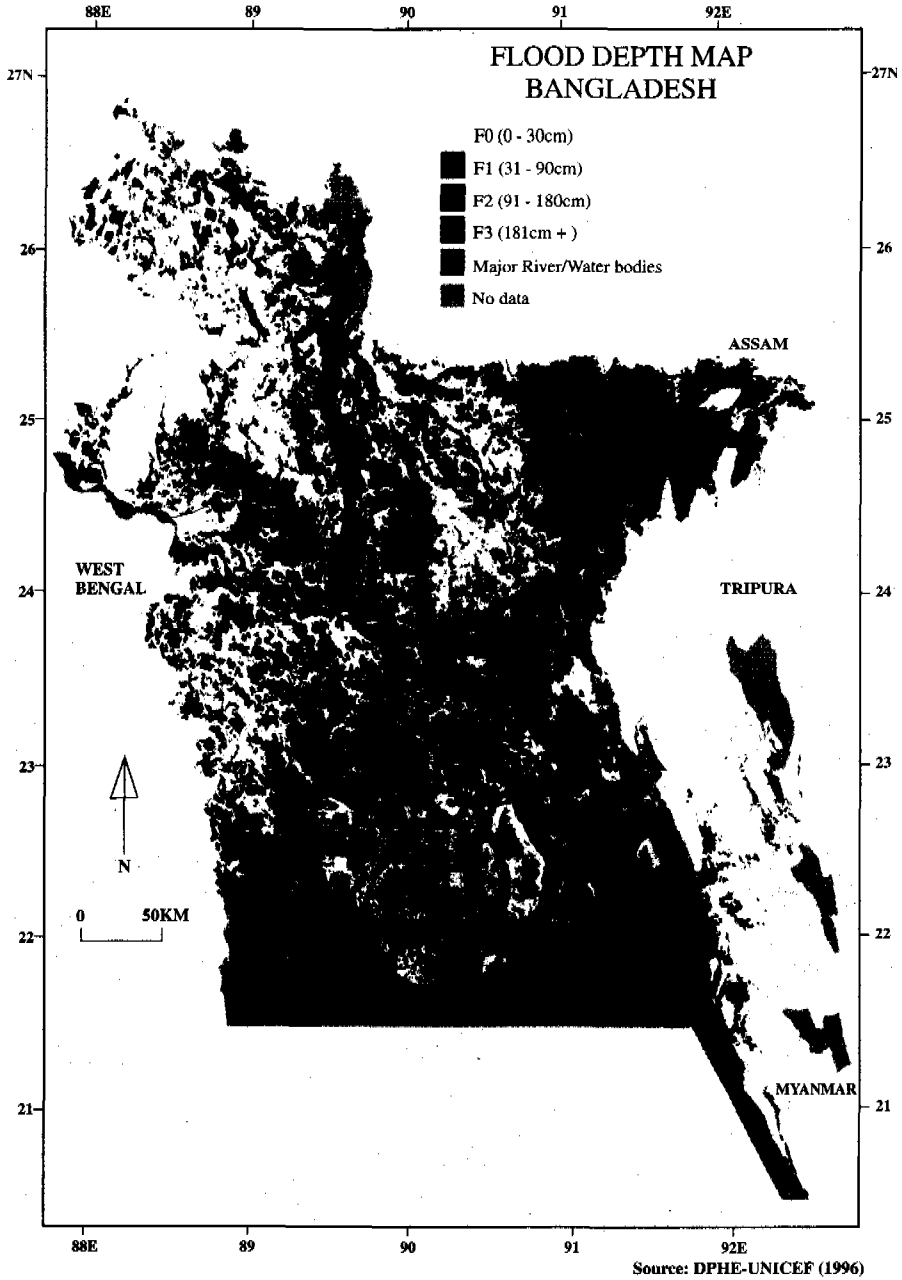 88E 89 90 91 92E
27N 27N
FLOOD DEPTH MAP
BANGLADESH
F0 (0 - 30cm)
F1 (31 - 90cm)
F2 (91 - 180cm)
F3 (181cm + )
Major River/Water bodies
No data
26 26
ASSAM
25 25
WEST
BENGAL
24 24
TRIPURA
23 23
N
0 50KM
22 22
MYANMAR
21 21
88E 89 90 91 92E
Source: DPHE-UNICEF (1996)